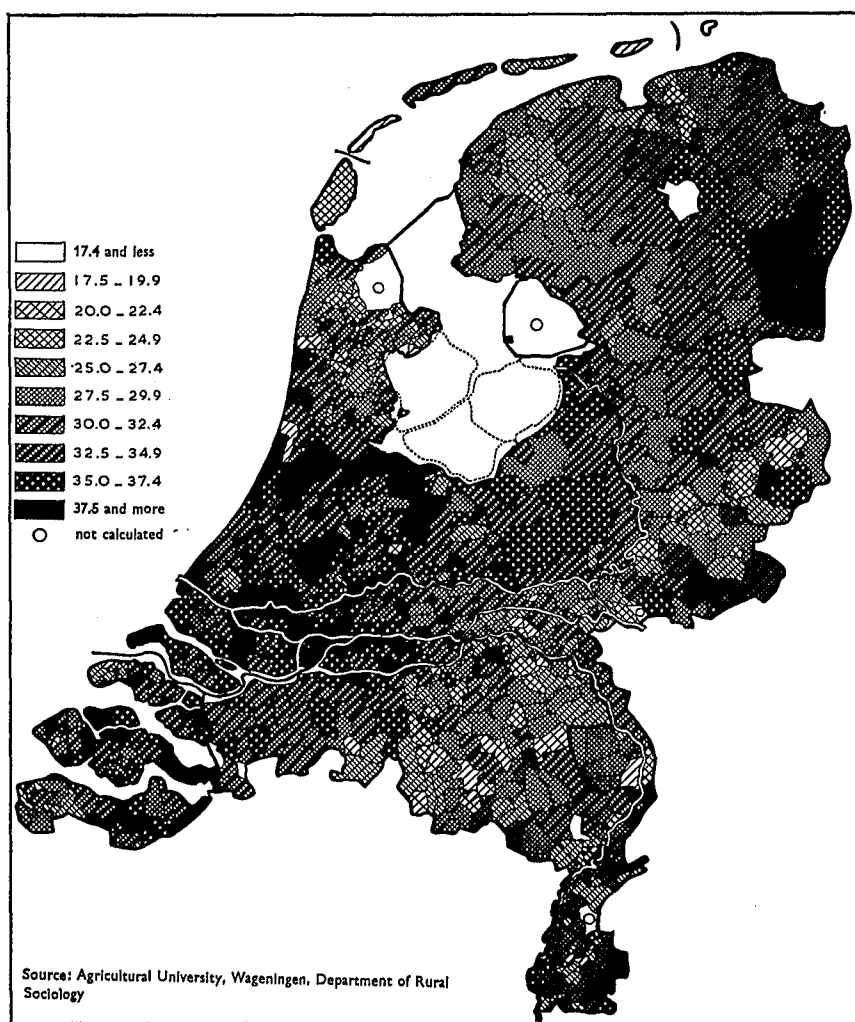 17.4 and less
17.5 - 19.9
20.0 - 22.4
22.5 - 24.9
25.0 - 27.4
27.5 - 29.9
30.0 - 32.4
32.5 - 34.9
35.0 - 37.4
37.5 and more
not calculated
Source: Agricultural University, Wageningen, Department of Rural
Sociology